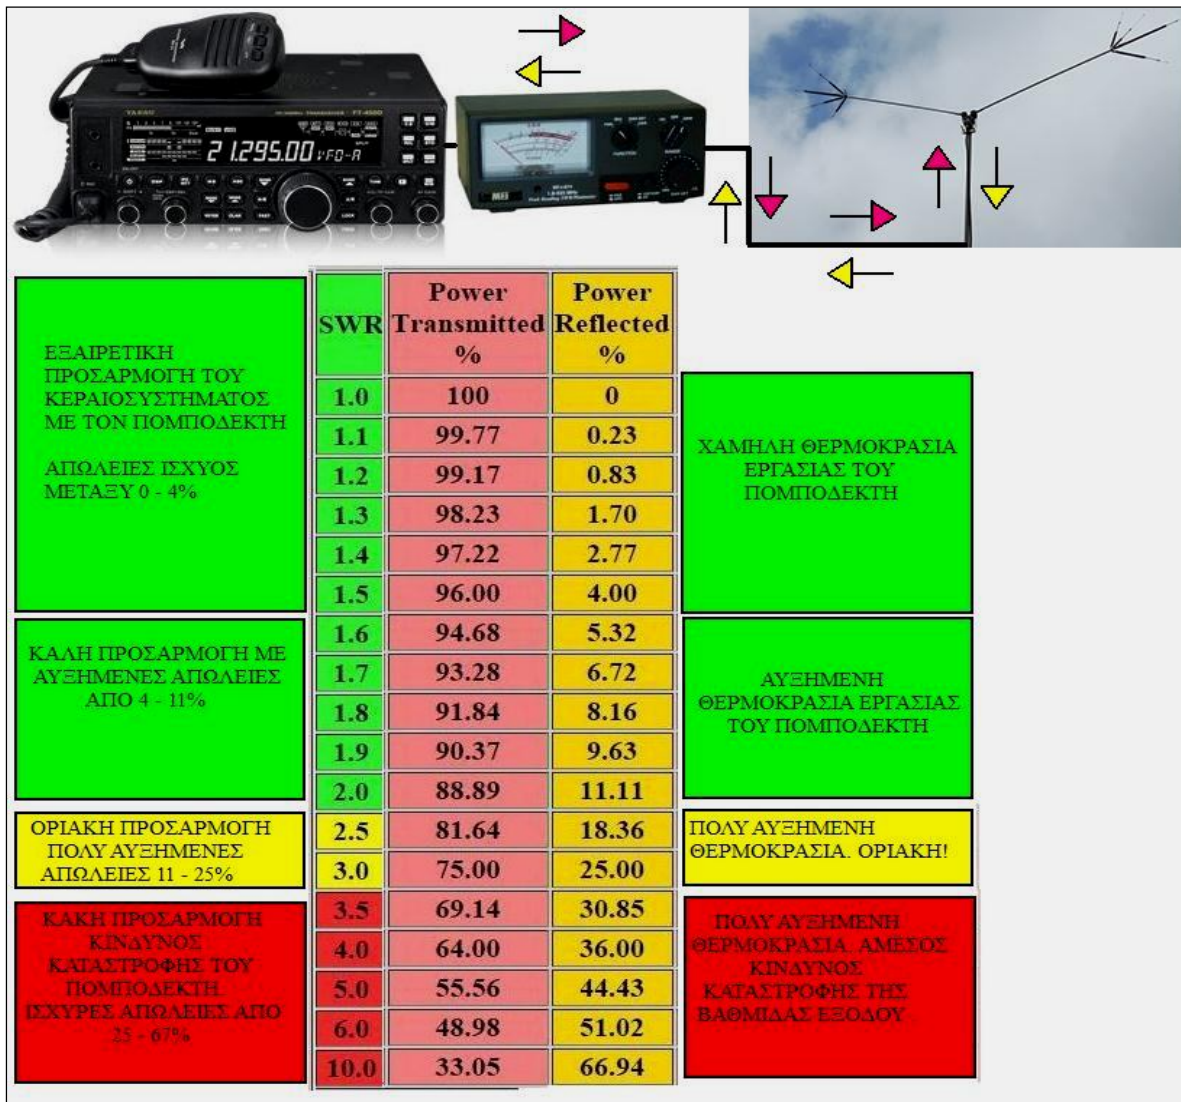 YAESU
FT-450D
21.295.00 VFO-A
MFJ
FUNCTION
RANGE
ΕΞΑΙΡΕΤΙΚΗ
ΠΡΟΣΑΡΜΟΓΗ ΤΟΥ
ΚΕΡΑΙΟΣΥΣΤΗΜΑΤΟΣ
ΜΕ ΤΟΝ ΠΟΜΠΟΔΕΚΤΗ
ΑΠΩΛΕΙΕΣ ΙΣΧΥΟΣ
ΜΕΤΑΞΥ 0 - 4%
ΚΑΛΗ ΠΡΟΣΑΡΜΟΓΗ ΜΕ
ΑΥΞΗΜΕΝΕΣ ΑΠΩΛΕΙΕΣ
ΑΠΟ 4 - 11%
ΟΡΙΑΚΗ ΠΡΟΣΑΡΜΟΓΗ
ΠΟΛΥ ΑΥΞΗΜΕΝΕΣ
ΑΠΩΛΕΙΕΣ 11 - 25%
ΚΑΚΗ ΠΡΟΣΑΡΜΟΓΗ
ΚΙΝΔΥΝΟΣ
ΚΑΤΑΣΤΡΟΦΗΣ ΤΟΥ
ΠΟΜΠΟΔΕΚΤΗ.
ΙΣΧΥΡΕΣ ΑΠΩΛΕΙΕΣ ΑΠΟ
25 - 67%
SWR Power Transmitted % Power Reflected %
1.0 100 0
1.1 99.77 0.23
1.2 99.17 0.83
1.3 98.23 1.70
1.4 97.22 2.77
1.5 96.00 4.00
1.6 94.68 5.32
1.7 93.28 6.72
1.8 91.84 8.16
1.9 90.37 9.63
2.0 88.89 11.11
2.5 81.64 18.36
3.0 75.00 25.00
3.5 69.14 30.85
4.0 64.00 36.00
5.0 55.56 44.43
6.0 48.98 51.02
10.0 33.05 66.94
ΧΑΜΗΛΗ ΘΕΡΜΟΚΡΑΣΙΑ
ΕΡΓΑΣΙΑΣ ΤΟΥ
ΠΟΜΠΟΔΕΚΤΗ
ΑΥΞΗΜΕΝΗ
ΘΕΡΜΟΚΡΑΣΙΑ ΕΡΓΑΣΙΑΣ
ΤΟΥ ΠΟΜΠΟΔΕΚΤΗ
ΠΟΛΥ ΑΥΞΗΜΕΝΗ
ΘΕΡΜΟΚΡΑΣΙΑ. ΟΡΙΑΚΗ!
ΠΟΛΥ ΑΥΞΗΜΕΝΗ
ΘΕΡΜΟΚΡΑΣΙΑ. ΑΜΕΣΟΣ
ΚΙΝΔΥΝΟΣ
ΚΑΤΑΣΤΡΟΦΗΣ ΤΗΣ
ΒΑΘΜΙΔΑΣ ΕΞΟΔΟΥ